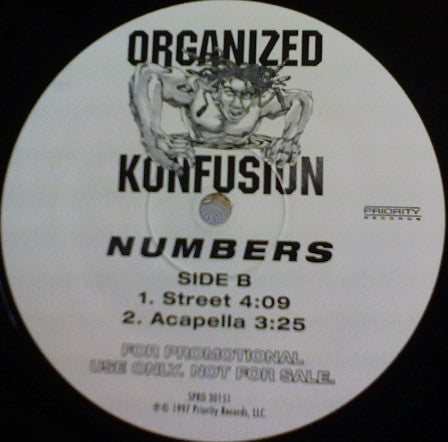 ORGANIZED
KONFUSION
PRIORITY
RECORDS
NUMBERS
SIDE B
1. Street 4:09
2. Acapella 3:25
FOR PROMOTIONAL
USE ONLY. NOT FOR SALE.
SPRO 30151
℗ © 1997 Priority Records, LLC.